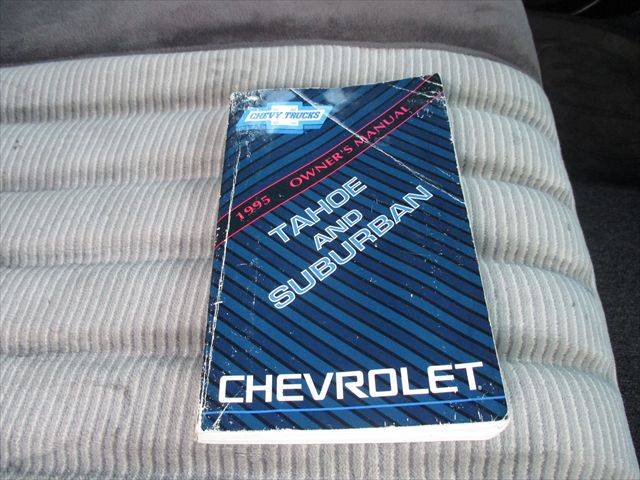 CHEVY TRUCKS
1995 OWNER'S MANUAL
TAHOE
AND
SUBURBAN
CHEVROLET